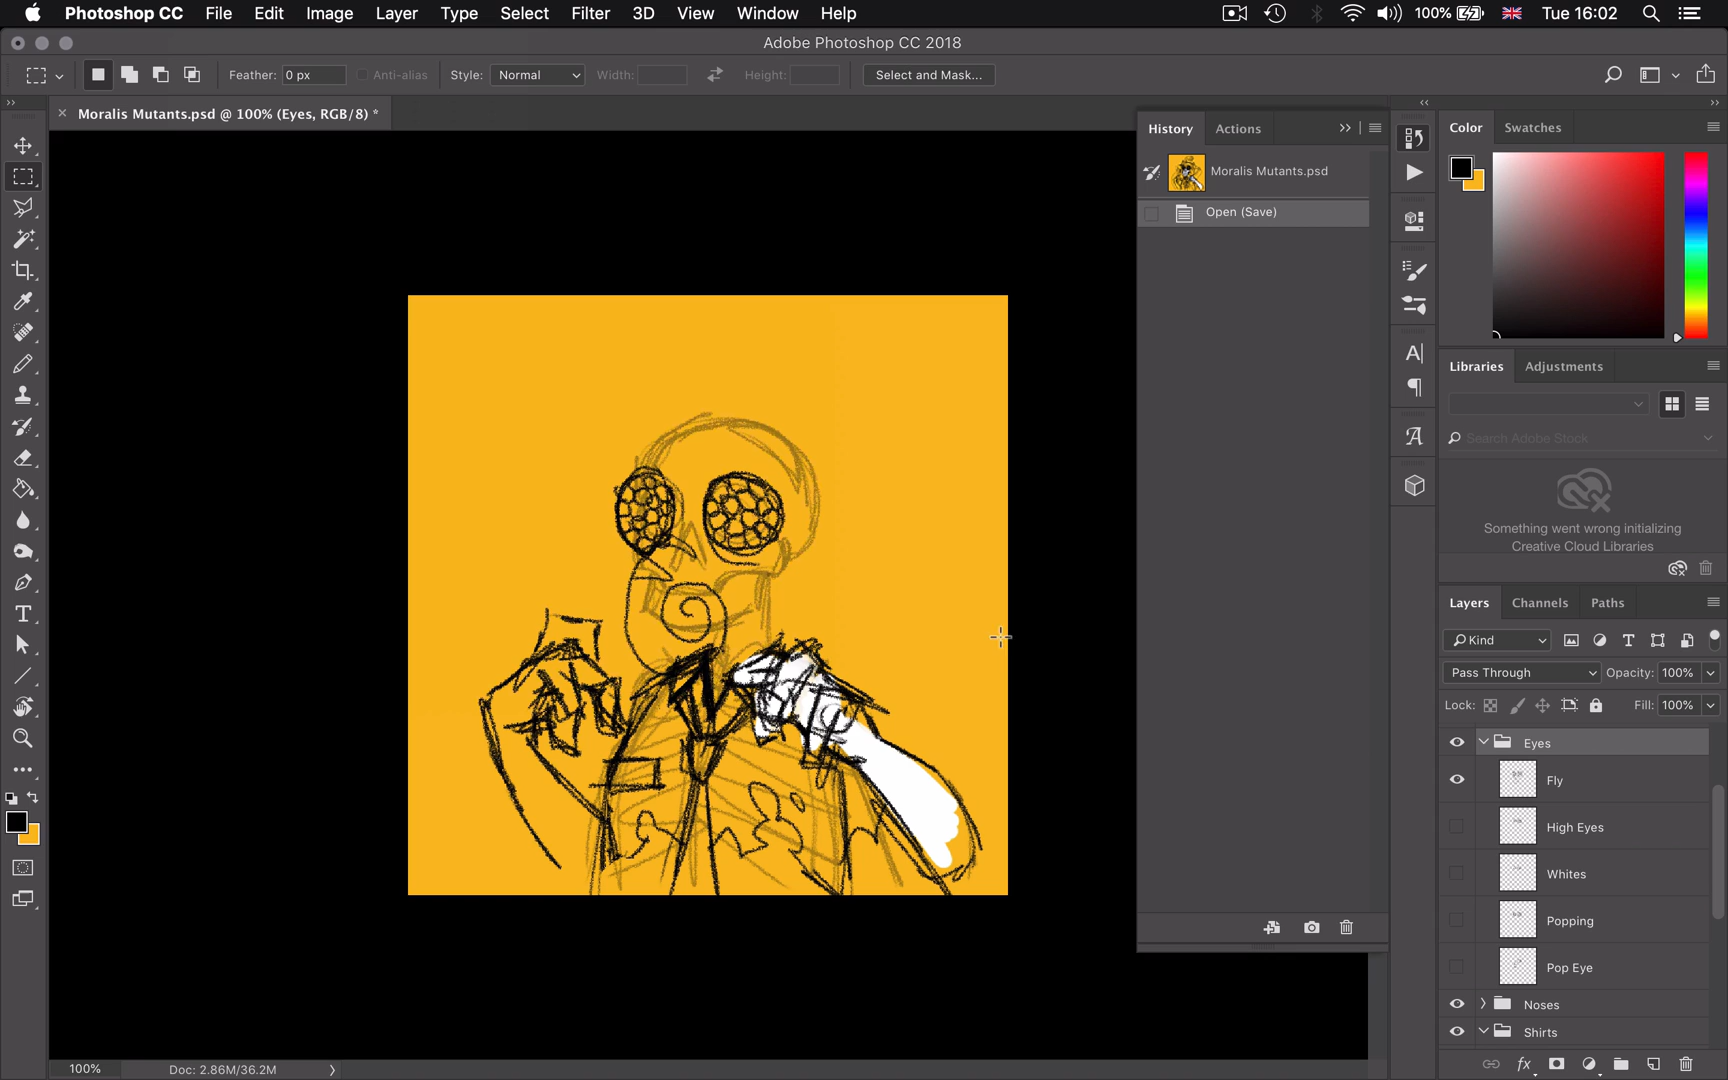 Photoshop CC File Edit Image Layer Type Select Filter 3D View Window Help 100% Tue 16:02
Adobe Photoshop CC 2018
Feather: 0 px Anti-alias Style: Normal Width: Height: Select and Mask...
Moralis Mutants.psd @ 100% (Eyes, RGB/8) *
History Actions
Moralis Mutants.psd
Open (Save)
Color Swatches
Libraries Adjustments
Search Adobe Stock
Something went wrong initializing
Creative Cloud Libraries
Layers Channels Paths
Kind
Pass Through Opacity: 100%
Lock: Fill: 100%
Eyes
Fly
High Eyes
Whites
Popping
Pop Eye
Noses
Shirts
100% Doc: 2.86M/36.2M